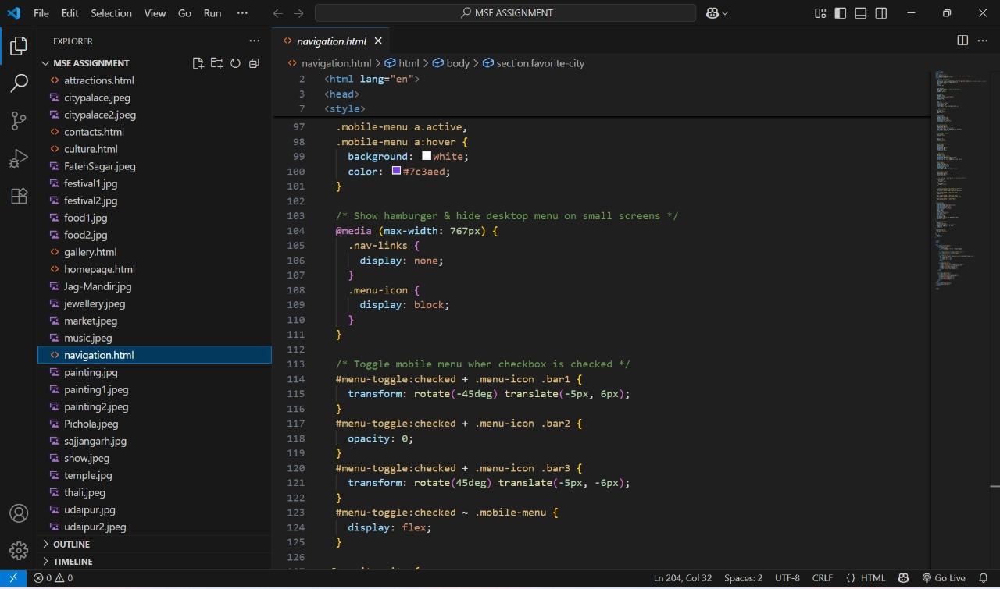 File Edit Selection View Go Run ··· MSE ASSIGNMENT
EXPLORER ···
MSE ASSIGNMENT
attractions.html
citypalace.jpeg
citypalace2.jpeg
contacts.html
culture.html
FatehSagar.jpeg
festival1.jpg
festival2.jpg
food1.jpg
food2.jpg
gallery.html
homepage.html
Jag-Mandir.jpg
jewellery.jpeg
market.jpeg
music.jpeg
navigation.html
painting.jpg
painting1.jpeg
painting2.jpeg
Pichola.jpeg
sajjangarh.jpg
show.jpeg
temple.jpg
thali.jpeg
udaipur.jpg
udaipur2.jpeg
OUTLINE
TIMELINE
navigation.html
navigation.html > html > body > section.favorite-city
2 <html lang="en">
3 <head>
7 <style>
97 .mobile-menu a.active,
98 .mobile-menu a:hover {
99 background: white;
100 color: #7c3aed;
101 }
102
103 /* Show hamburger & hide desktop menu on small screens */
104 @media (max-width: 767px) {
105 .nav-links {
106 display: none;
107 }
108 .menu-icon {
109 display: block;
110 }
111 }
112
113 /* Toggle mobile menu when checkbox is checked */
114 #menu-toggle:checked + .menu-icon .bar1 {
115 transform: rotate(-45deg) translate(-5px, 6px);
116 }
117 #menu-toggle:checked + .menu-icon .bar2 {
118 opacity: 0;
119 }
120 #menu-toggle:checked + .menu-icon .bar3 {
121 transform: rotate(45deg) translate(-5px, -6px);
122 }
123 #menu-toggle:checked ~ .mobile-menu {
124 display: flex;
125 }
126
0 0 Ln 204, Col 32 Spaces: 2 UTF-8 CRLF {} HTML Go Live